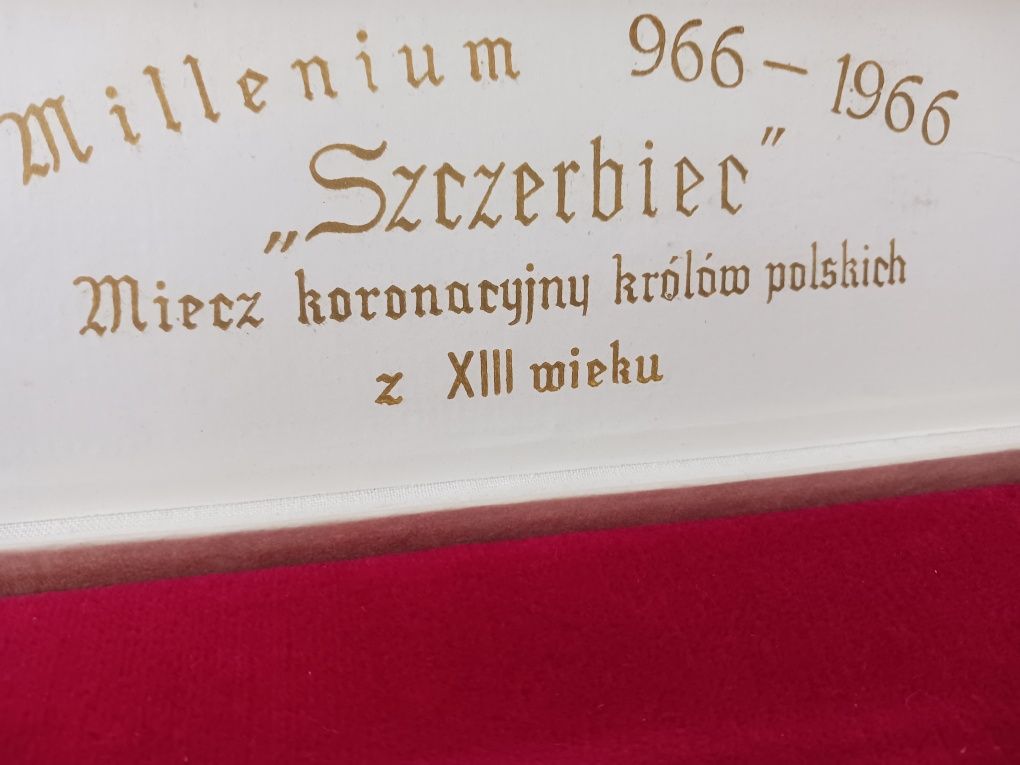 Millenium 966 – 1966
„Szczerbiec”
Miecz koronacyjny królów polskich
z XIII wieku